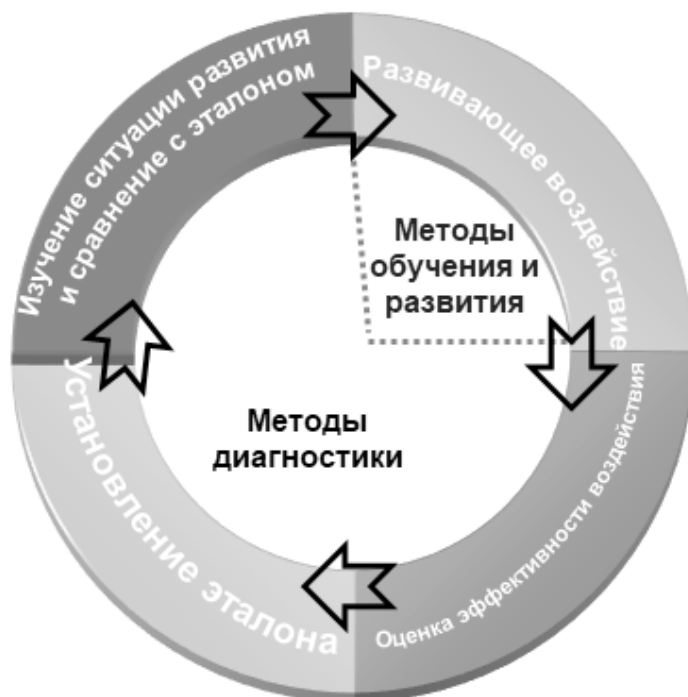 Изучение ситуации развития
и сравнение с эталоном
Развивающее воздействие
Методы
обучения и
развития
Методы
диагностики
Установление эталона
Оценка эффективности воздействия